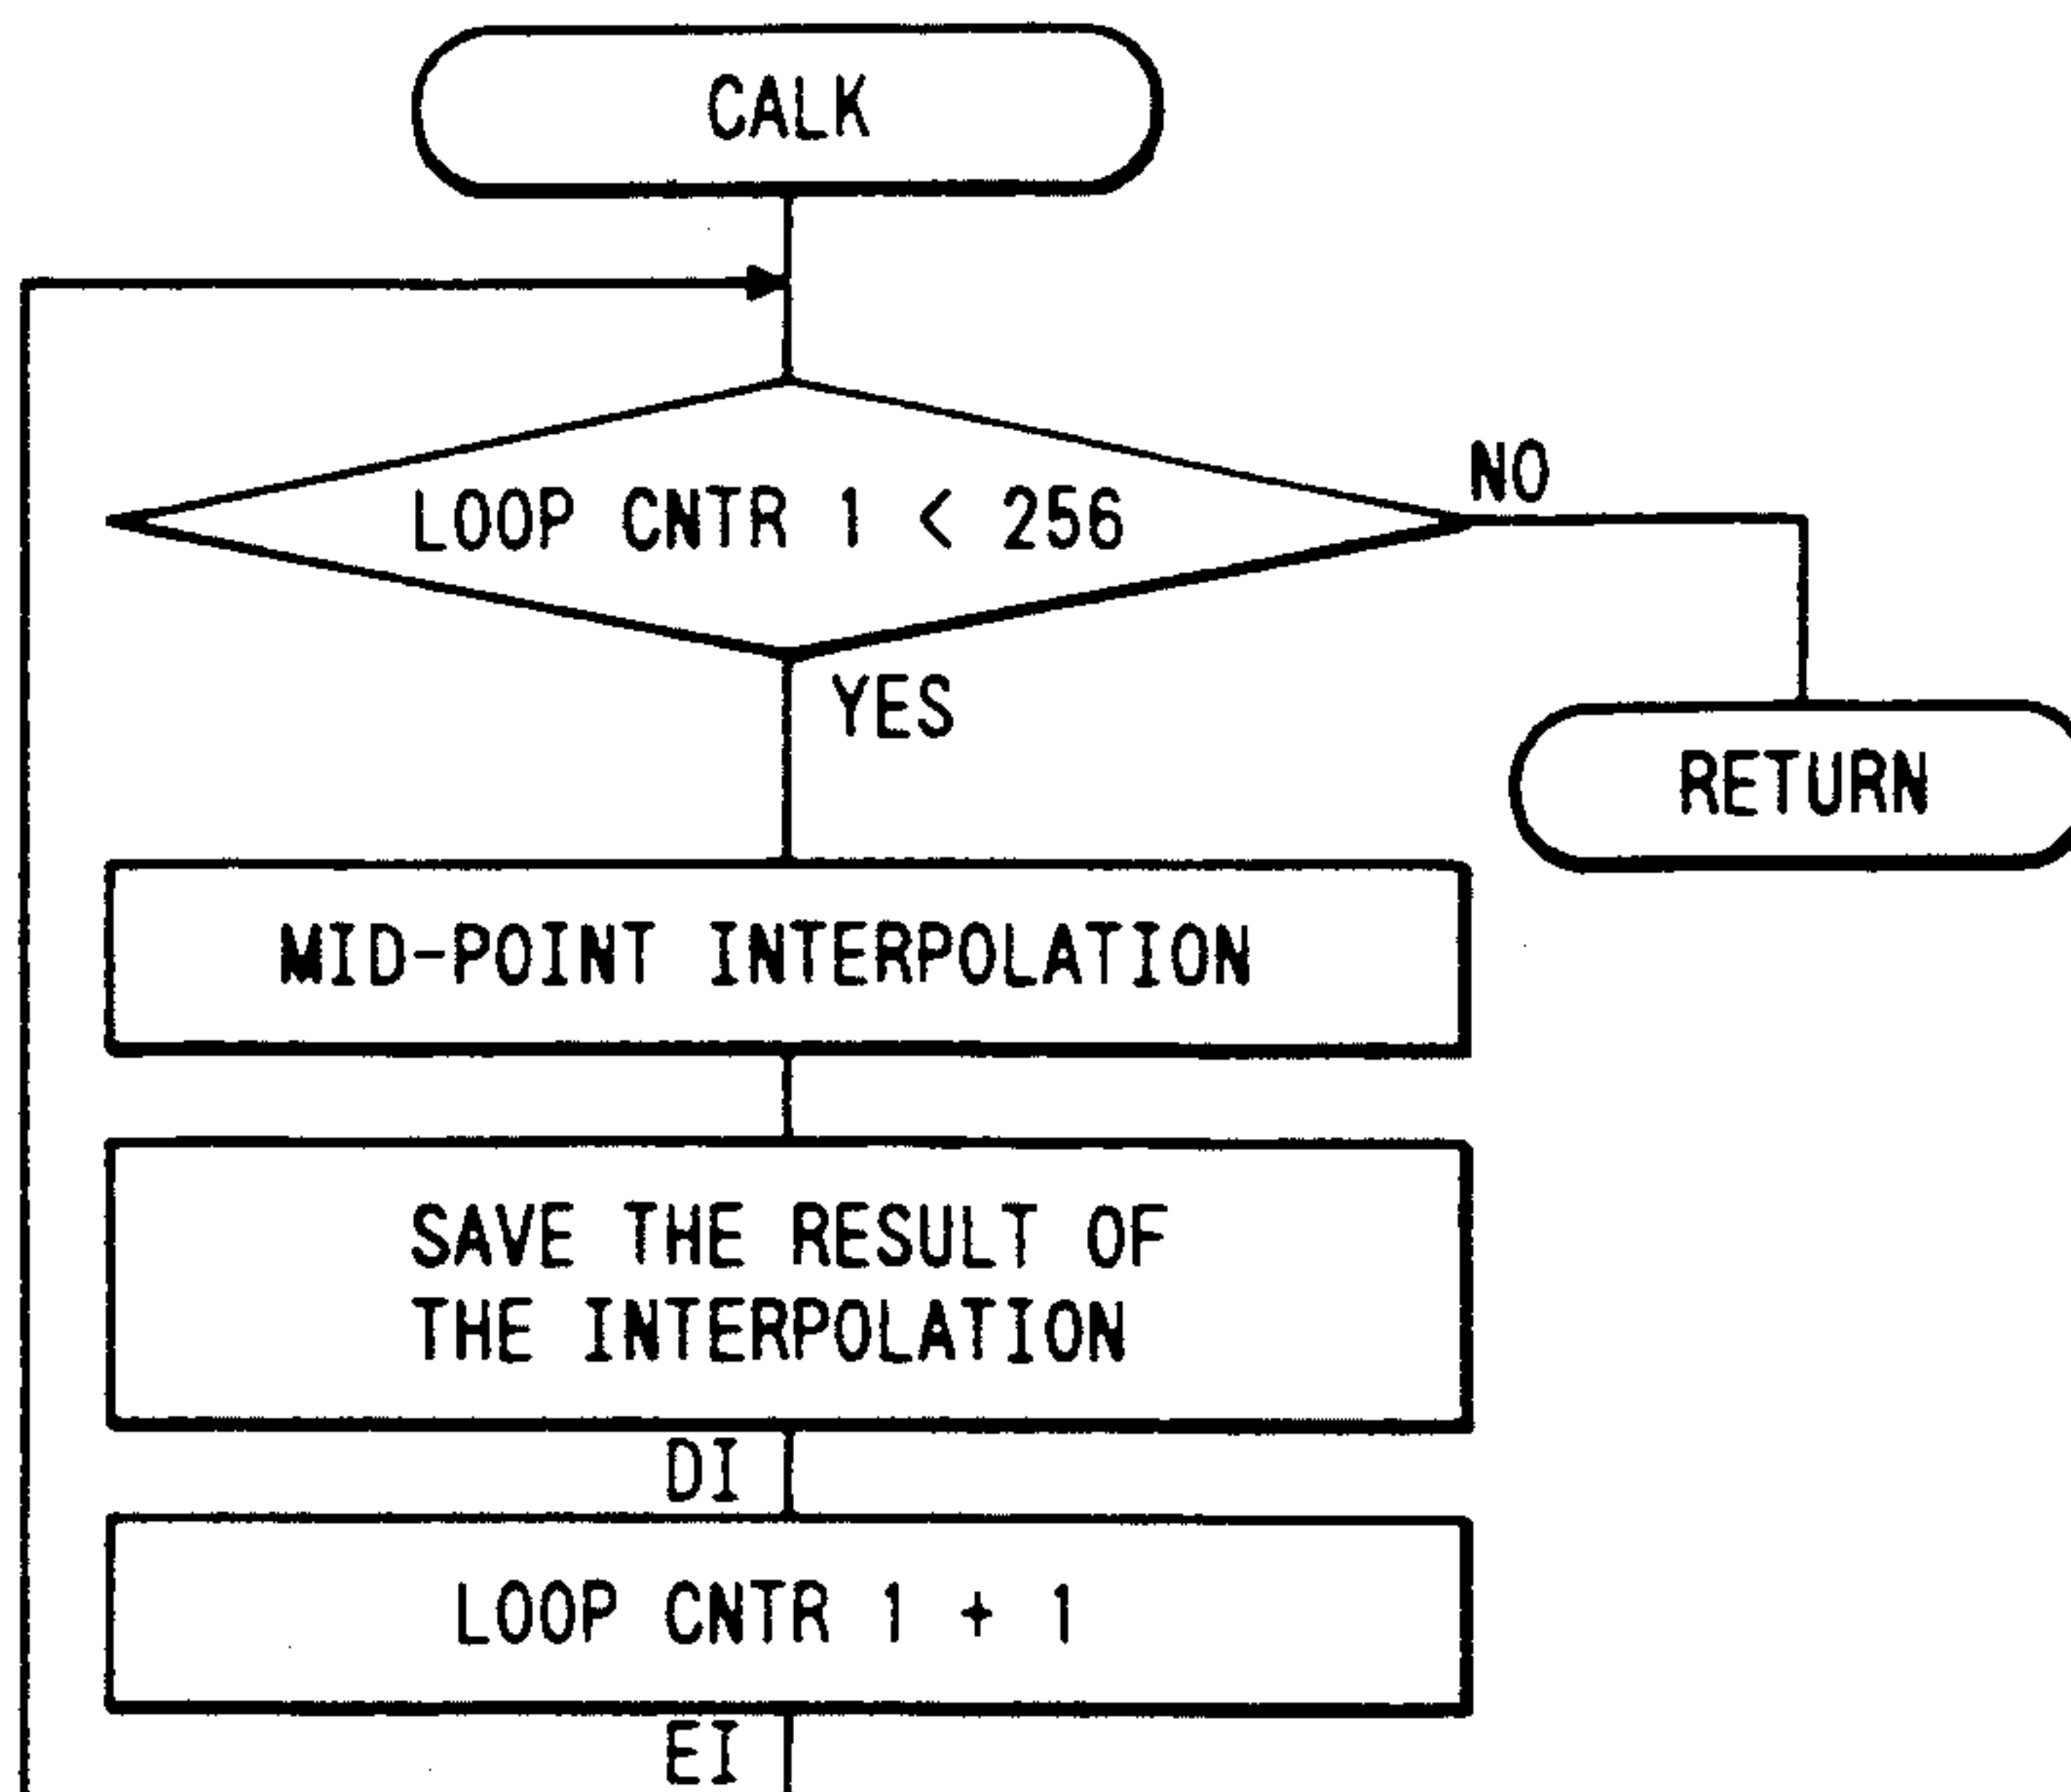 CALK
LOOP CNTR 1 < 256
NO
YES
RETURN
MID-POINT INTERPOLATION
SAVE THE RESULT OF
THE INTERPOLATION
DI
LOOP CNTR 1 + 1
EI